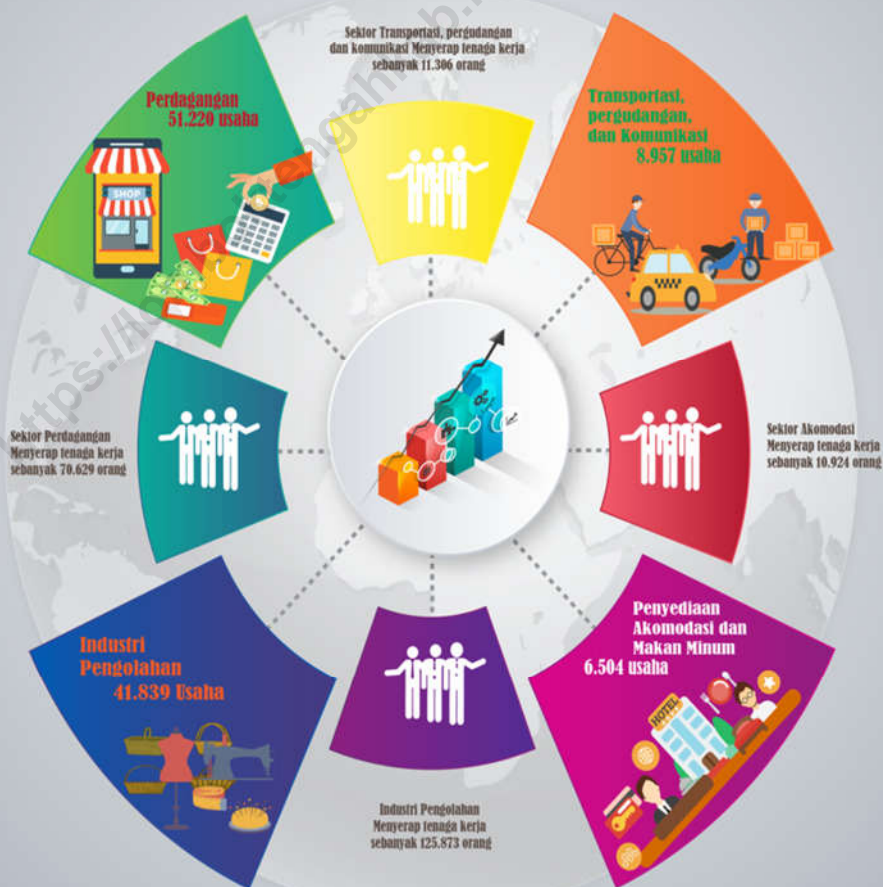 Sektor Transportasi, pergudangan
dan komunikasi Menyerap tenaga kerja
sebanyak 11.306 orang
Perdagangan
51.220 usaha
SHOP
Transportasi,
pergudangan,
dan Komunikasi
8.957 usaha
TAXI
Sektor Perdagangan
Menyerap tenaga kerja
sebanyak 70.629 orang
Sektor Akomodasi
Menyerap tenaga kerja
sebanyak 10.924 orang
Industri
Pengolahan
41.839 Usaha
Penyediaan
Akomodasi dan
Makan Minum
6.504 usaha
HOTEL
Industri Pengolahan
Menyerap tenaga kerja
sebanyak 125.873 orang